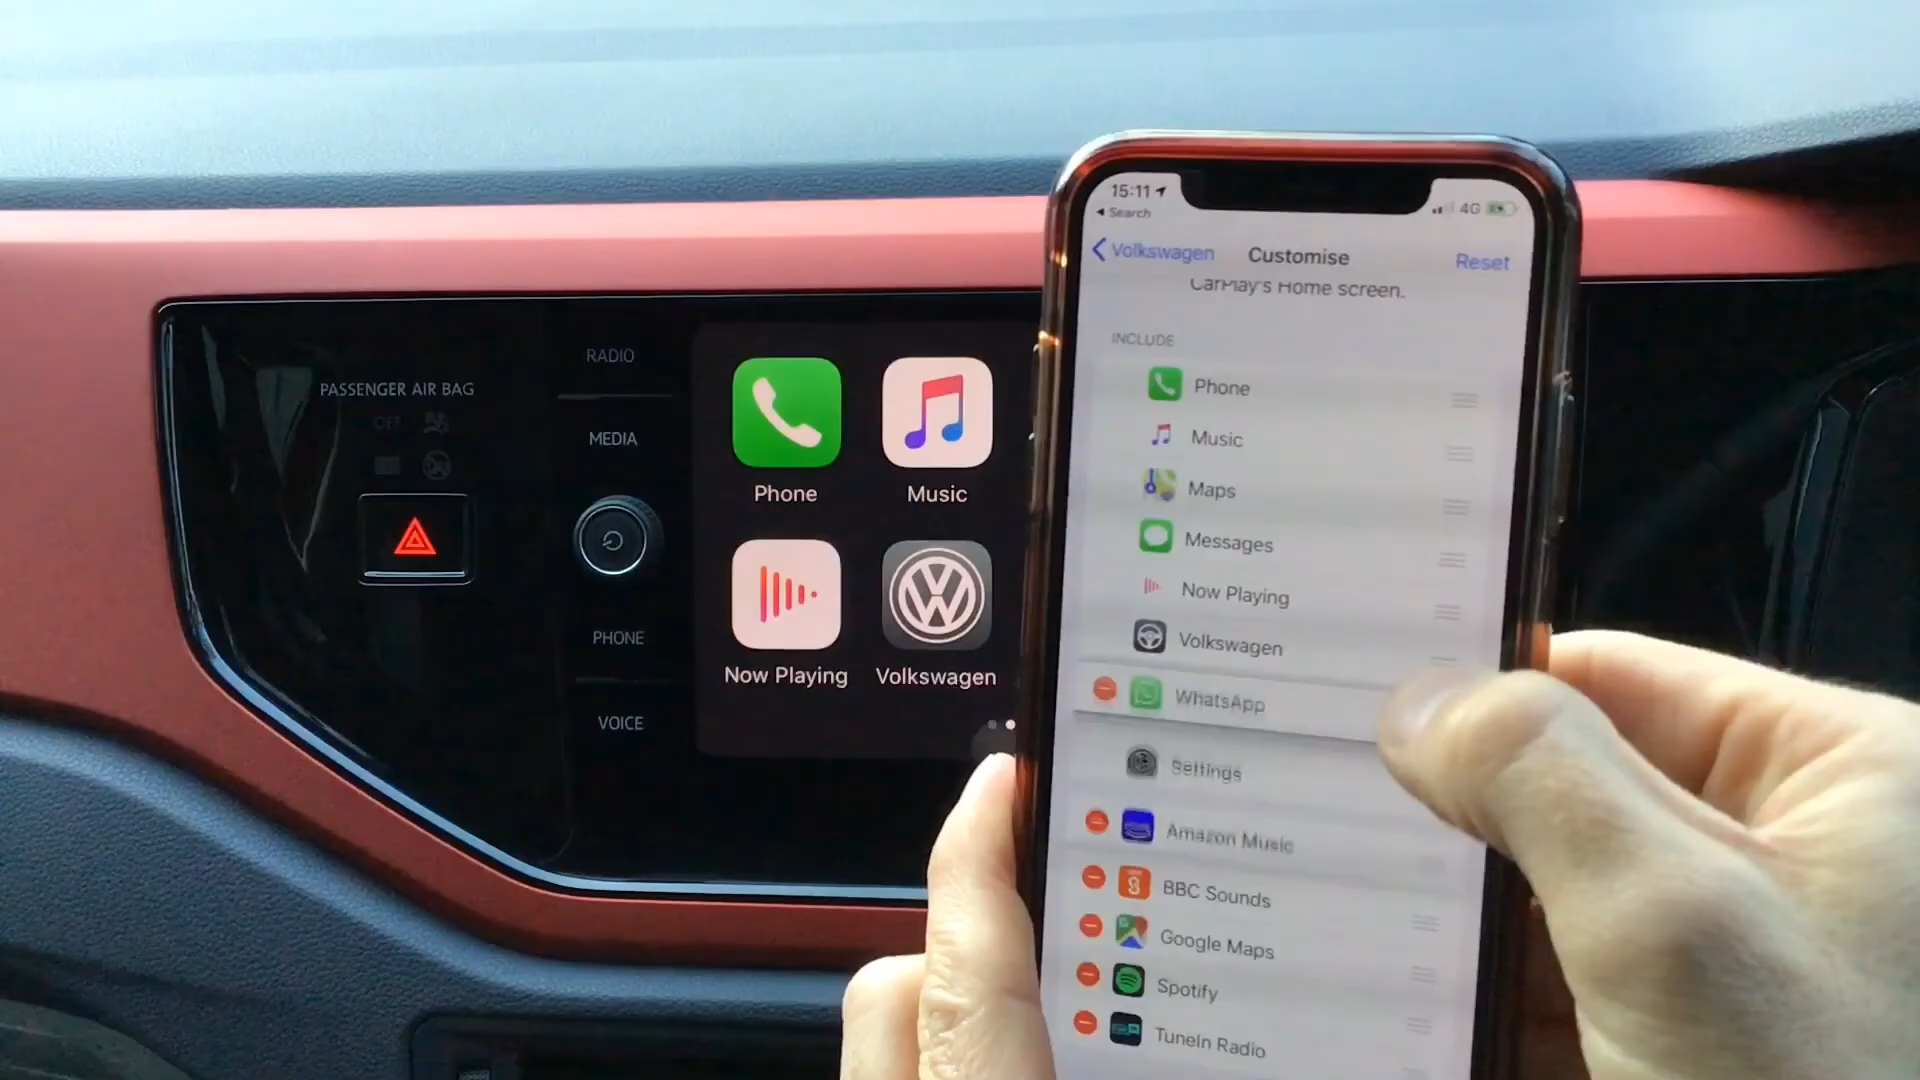 PASSENGER AIR BAG
OFF
RADIO
MEDIA
PHONE
VOICE
Phone
Music
Now Playing
Volkswagen
15:11
Search
4G
Volkswagen
Customise
Reset
CarPlay's Home screen.
INCLUDE
Phone
Music
Maps
Messages
Now Playing
Volkswagen
WhatsApp
Settings
Amazon Music
BBC Sounds
Google Maps
Spotify
TuneIn Radio